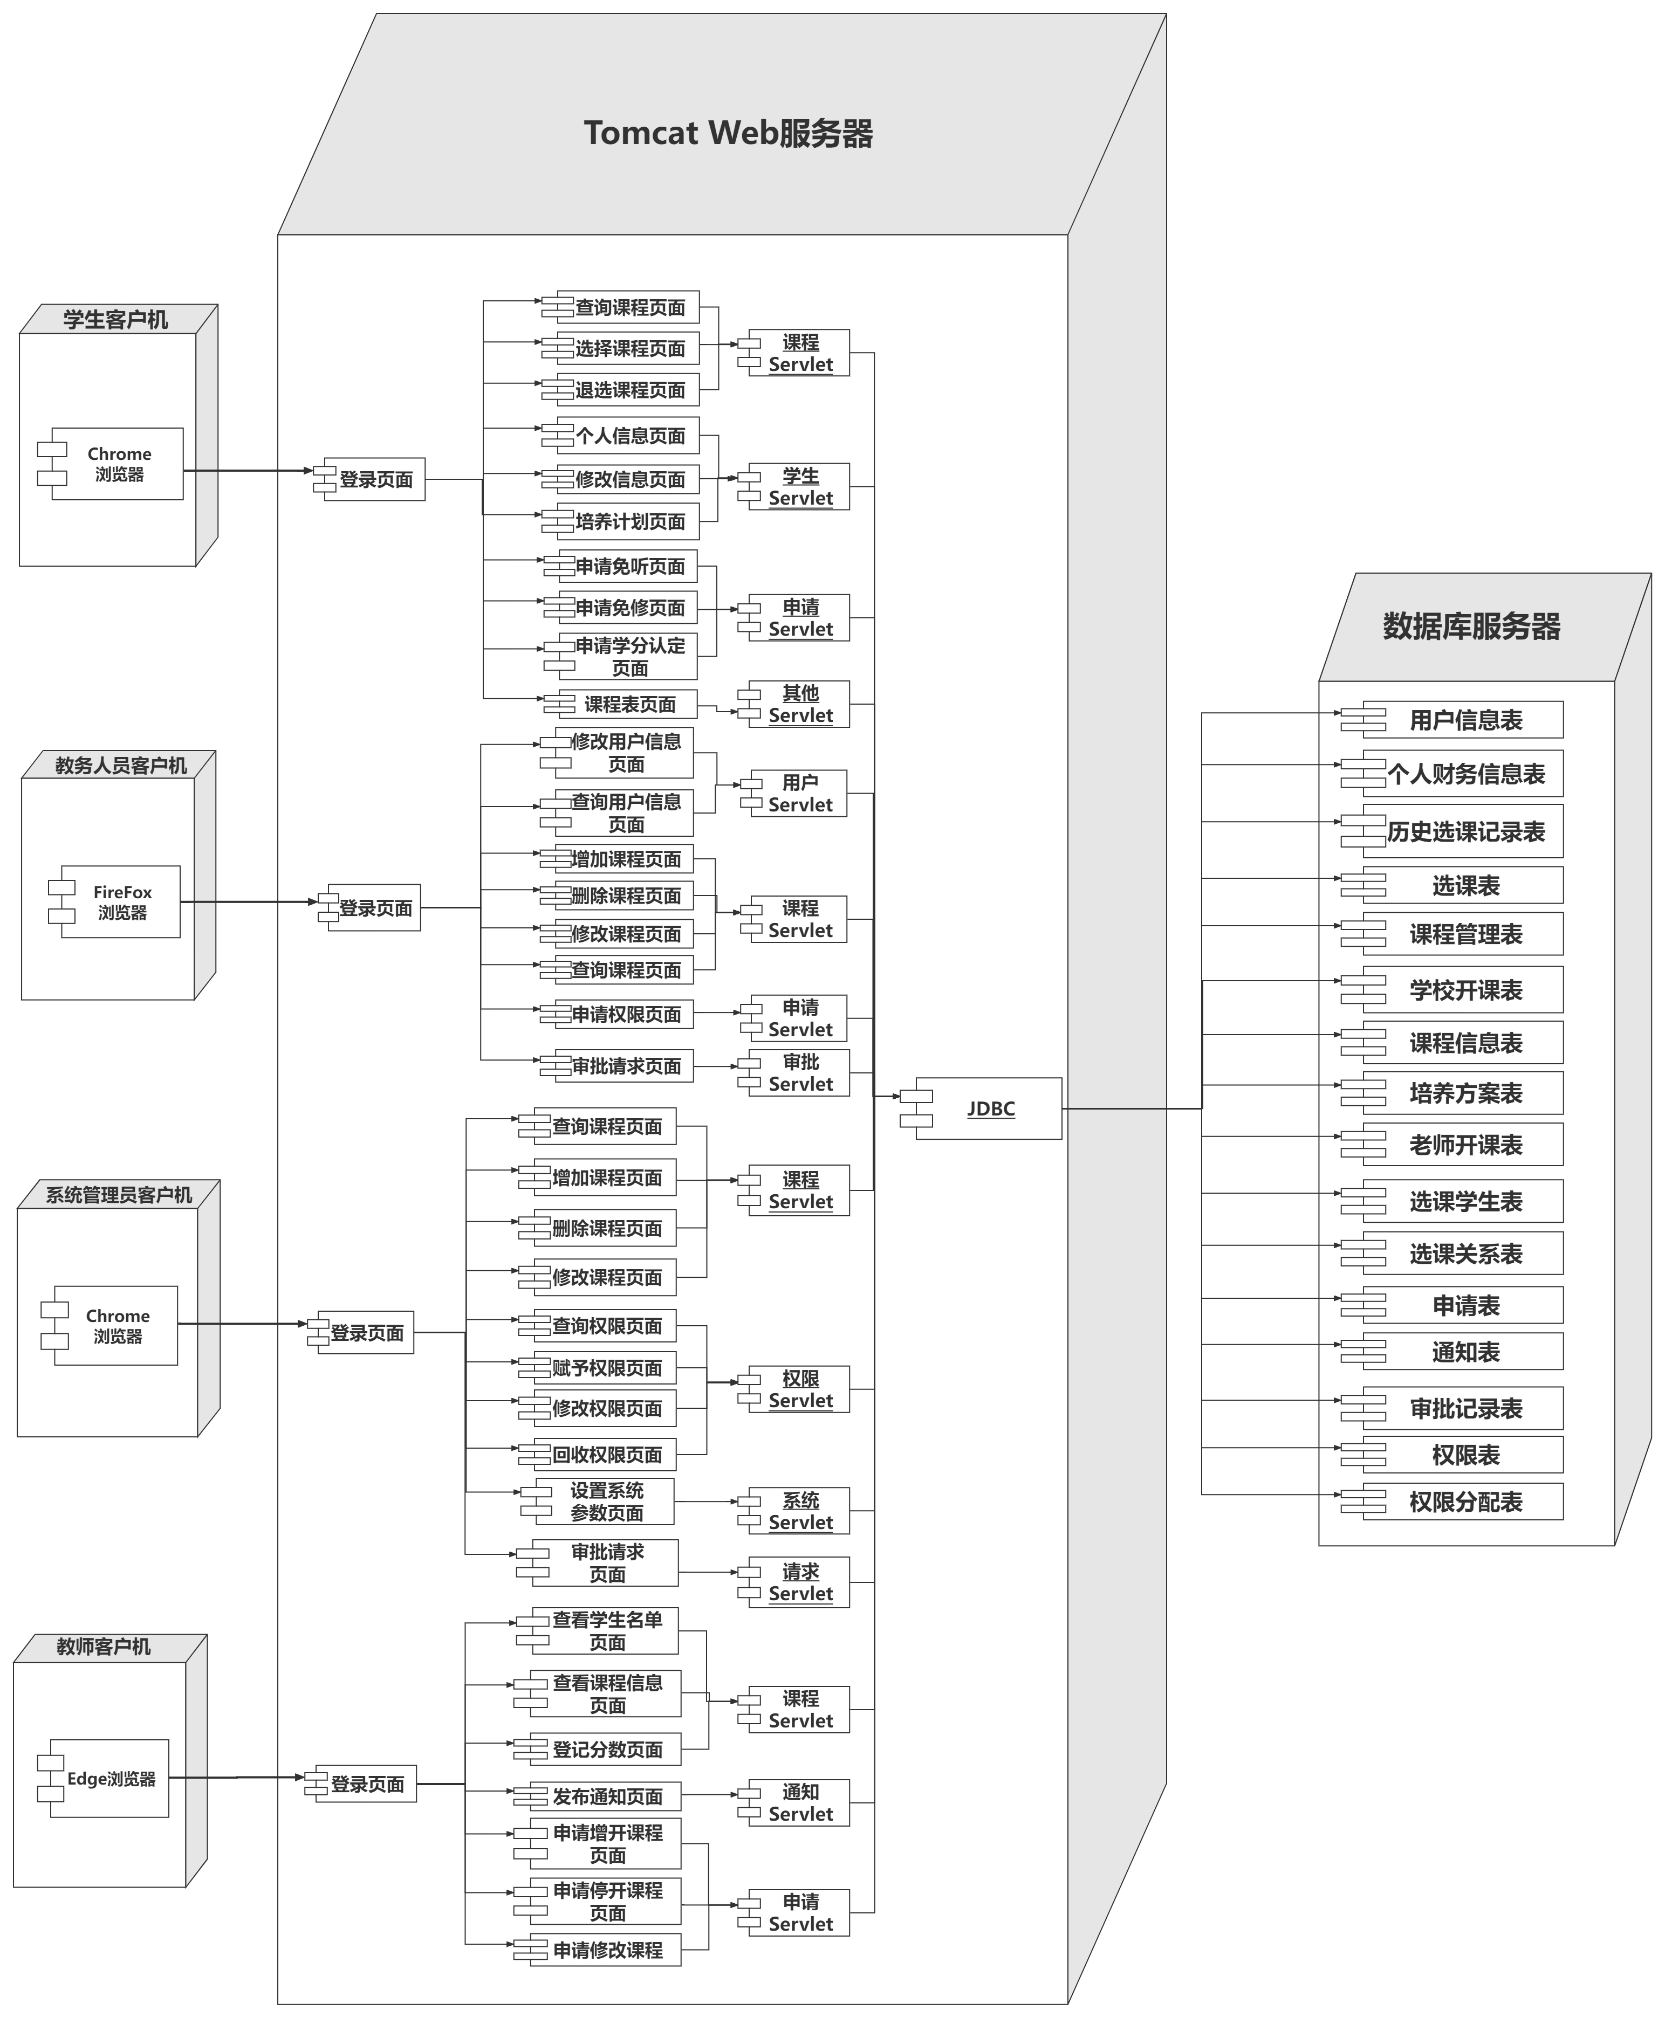 Tomcat Web服务器
学生客户机
Chrome
浏览器
登录页面
查询课程页面
选择课程页面
退选课程页面
个人信息页面
修改信息页面
培养计划页面
申请免听页面
申请免修页面
申请学分认定
页面
课程表页面
课程
Servlet
学生
Servlet
申请
Servlet
其他
Servlet
教务人员客户机
FireFox
浏览器
登录页面
修改用户信息
页面
查询用户信息
页面
增加课程页面
删除课程页面
修改课程页面
查询课程页面
申请权限页面
审批请求页面
用户
Servlet
课程
Servlet
申请
Servlet
审批
Servlet
系统管理员客户机
Chrome
浏览器
登录页面
查询课程页面
增加课程页面
删除课程页面
修改课程页面
查询权限页面
赋予权限页面
修改权限页面
回收权限页面
设置系统
参数页面
审批请求
页面
课程
Servlet
权限
Servlet
系统
Servlet
请求
Servlet
教师客户机
Edge浏览器
登录页面
查看学生名单
页面
查看课程信息
页面
登记分数页面
发布通知页面
申请增开课程
页面
申请停开课程
页面
申请修改课程
课程
Servlet
通知
Servlet
申请
Servlet
JDBC
数据库服务器
用户信息表
个人财务信息表
历史选课记录表
选课表
课程管理表
学校开课表
课程信息表
培养方案表
老师开课表
选课学生表
选课关系表
申请表
通知表
审批记录表
权限表
权限分配表